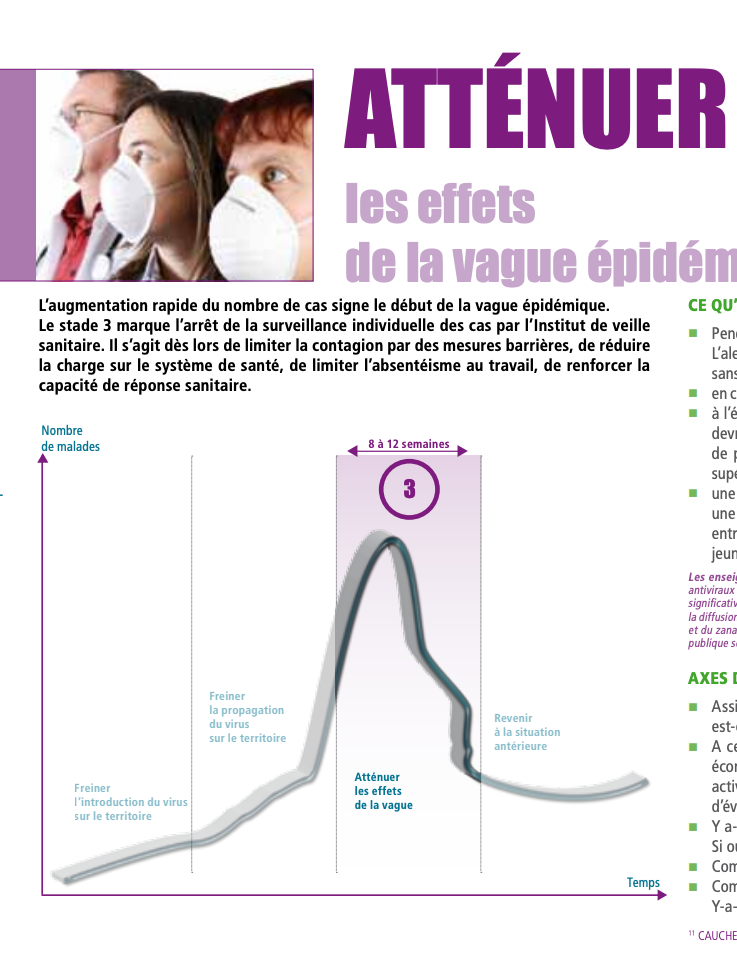 ATTÉNUER
les effets
de la vague épidém
L'augmentation rapide du nombre de cas signe le début de la vague épidémique.
Le stade 3 marque l'arrêt de la surveillance individuelle des cas par l'Institut de veille
sanitaire. Il s'agit dès lors de limiter la contagion par des mesures barrières, de réduire
la charge sur le système de santé, de limiter l'absentéisme au travail, de renforcer la
capacité de réponse sanitaire.
Nombre
de malades
8 à 12 semaines
3
Freiner
la propagation
du virus
sur le territoire
Revenir
à la situation
antérieure
Freiner
l'introduction du virus
sur le territoire
Atténuer
les effets
de la vague
Temps
CE QU'
Pen
L'ale
sans
en c
à l'é
dev
de p
supe
une
une
entr
jeun
Les enseig
antiviraux
significativ
la diffusion
et du zana
publique s
AXES D
Assi
est-
A ce
écon
activ
d'év
Y a-
Si ou
Com
Com
Y-a-
11 CAUCHE